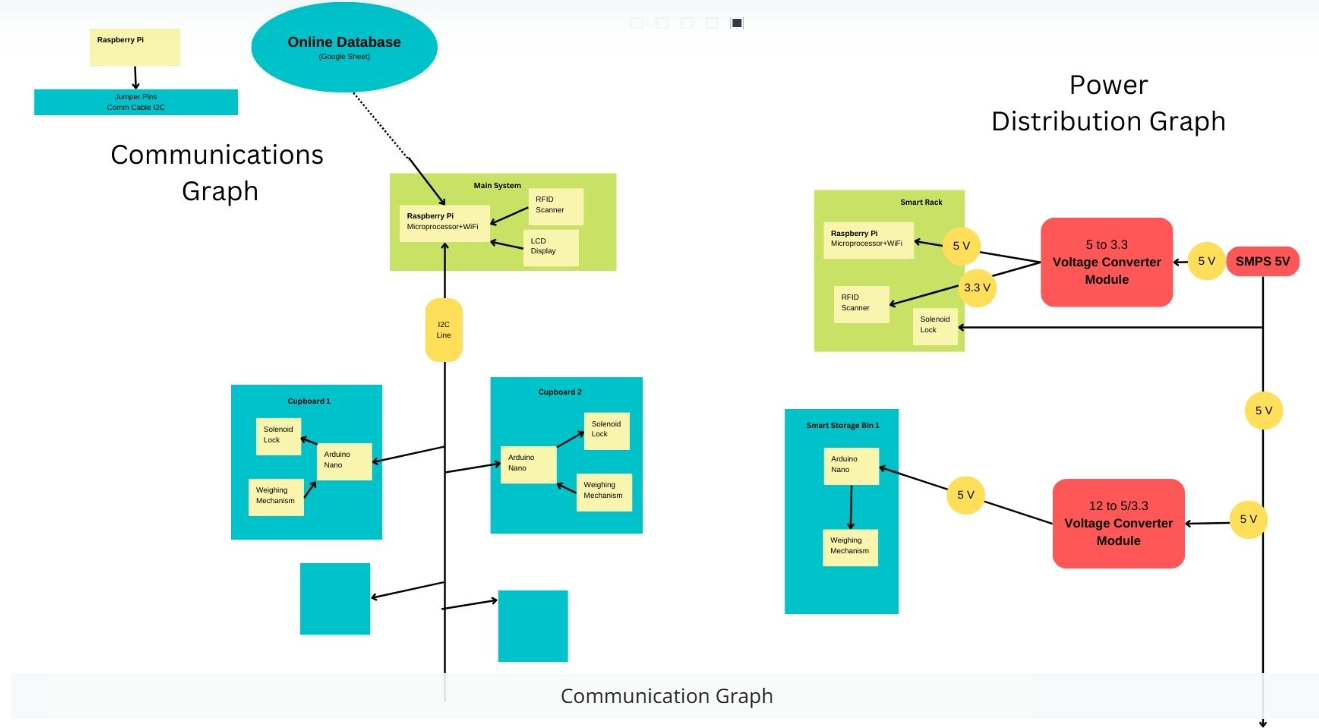 Raspberry Pi
Jumper Pins
Comm Cable I2C
Online Database
(Google Sheet)
Communications
Graph
Main System
Raspberry Pi
Microprocessor+WiFi
RFID
Scanner
LCD
Display
I2C
Line
Cupboard 1
Solenoid
Lock
Arduino
Nano
Weighing
Mechanism
Cupboard 2
Solenoid
Lock
Arduino
Nano
Weighing
Mechanism
Power
Distribution Graph
Smart Rack
Raspberry Pi
Microprocessor+WiFi
5 V
RFID
Scanner
3.3 V
Solenoid
Lock
5 to 3.3
Voltage Converter
Module
5 V
SMPS 5V
5 V
Smart Storage Bin 1
Arduino
Nano
Weighing
Mechanism
5 V
12 to 5/3.3
Voltage Converter
Module
5 V
Communication Graph